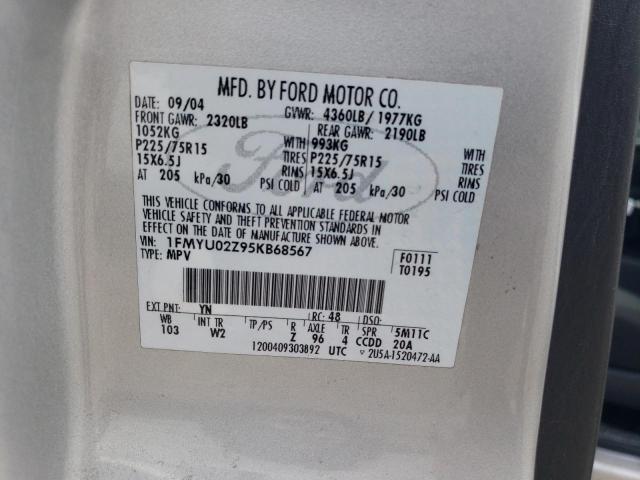 MFD. BY FORD MOTOR CO.
DATE: 09/04 GVWR: 4360LB/ 1977KG
FRONT GAWR: 2320LB REAR GAWR: 2190LB
1052KG WITH 993KG WITH
P225/75R15 TIRES P225/75R15 TIRES
15X6.5J RIMS 15X6.5J RIMS
AT 205 kPa/30 PSI COLD AT 205 kPa/30 PSI COLD
THIS VEHICLE CONFORMS TO ALL APPLICABLE FEDERAL MOTOR
VEHICLE SAFETY AND THEFT PREVENTION STANDARDS IN
EFFECT ON THE DATE OF MANUFACTURE SHOWN ABOVE.
VIN: 1FMYU02Z95KB68567 F0111
TYPE: MPV T0195
Ford
EXT PNT: YN RC: 48 DSO:
WB INT TR TP/PS R AXLE TR SPR 5M11C
103 W2 Z 96 4 CCDD 20A
1200409303892 UTC 2U5A-1520472-AA